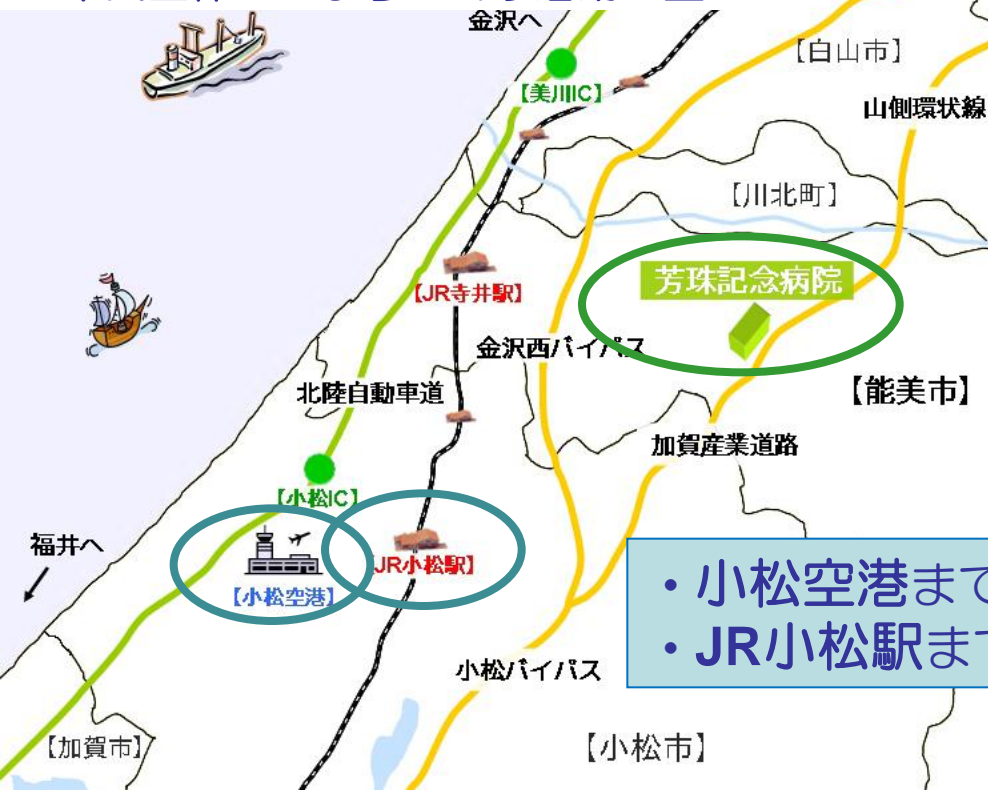 金沢へ
【白山市】
【美川IC】
山側環状線
【川北町】
芳珠記念病院
【JR寺井駅】
金沢西バイパス
北陸自動車道
【能美市】
加賀産業道路
【小松IC】
福井へ
JR小松駅】
【小松空港】
・小松空港まで
・JR小松駅まで
小松バイパス
【加賀市】
【小松市】